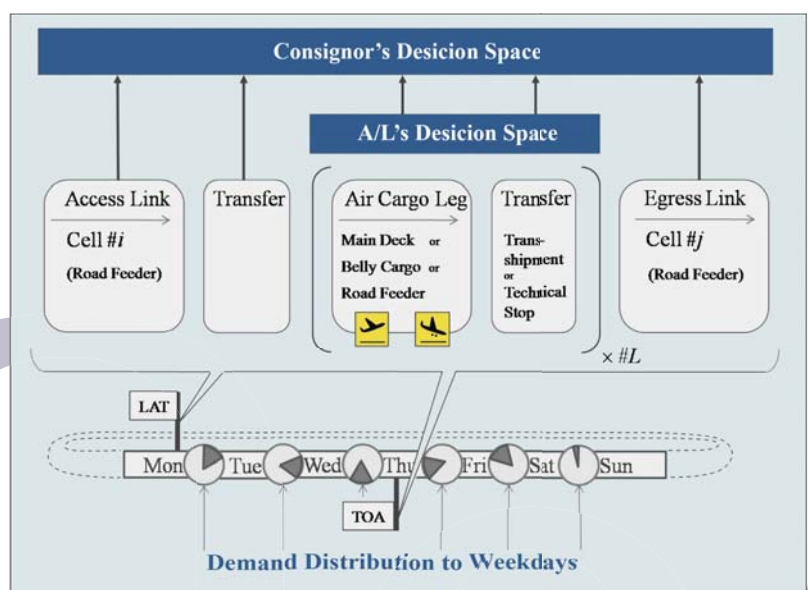 Consignor's Desicion Space
A/L's Desicion Space
Access Link
Cell #i
(Road Feeder)
Transfer
Air Cargo Leg
Main Deck or
Belly Cargo or
Road Feeder
Transfer
Trans-
shipment
or
Technical
Stop
Egress Link
Cell #j
(Road Feeder)
× #L
LAT
Mon Tue Wed Thu Fri Sat Sun
TOA
Demand Distribution to Weekdays